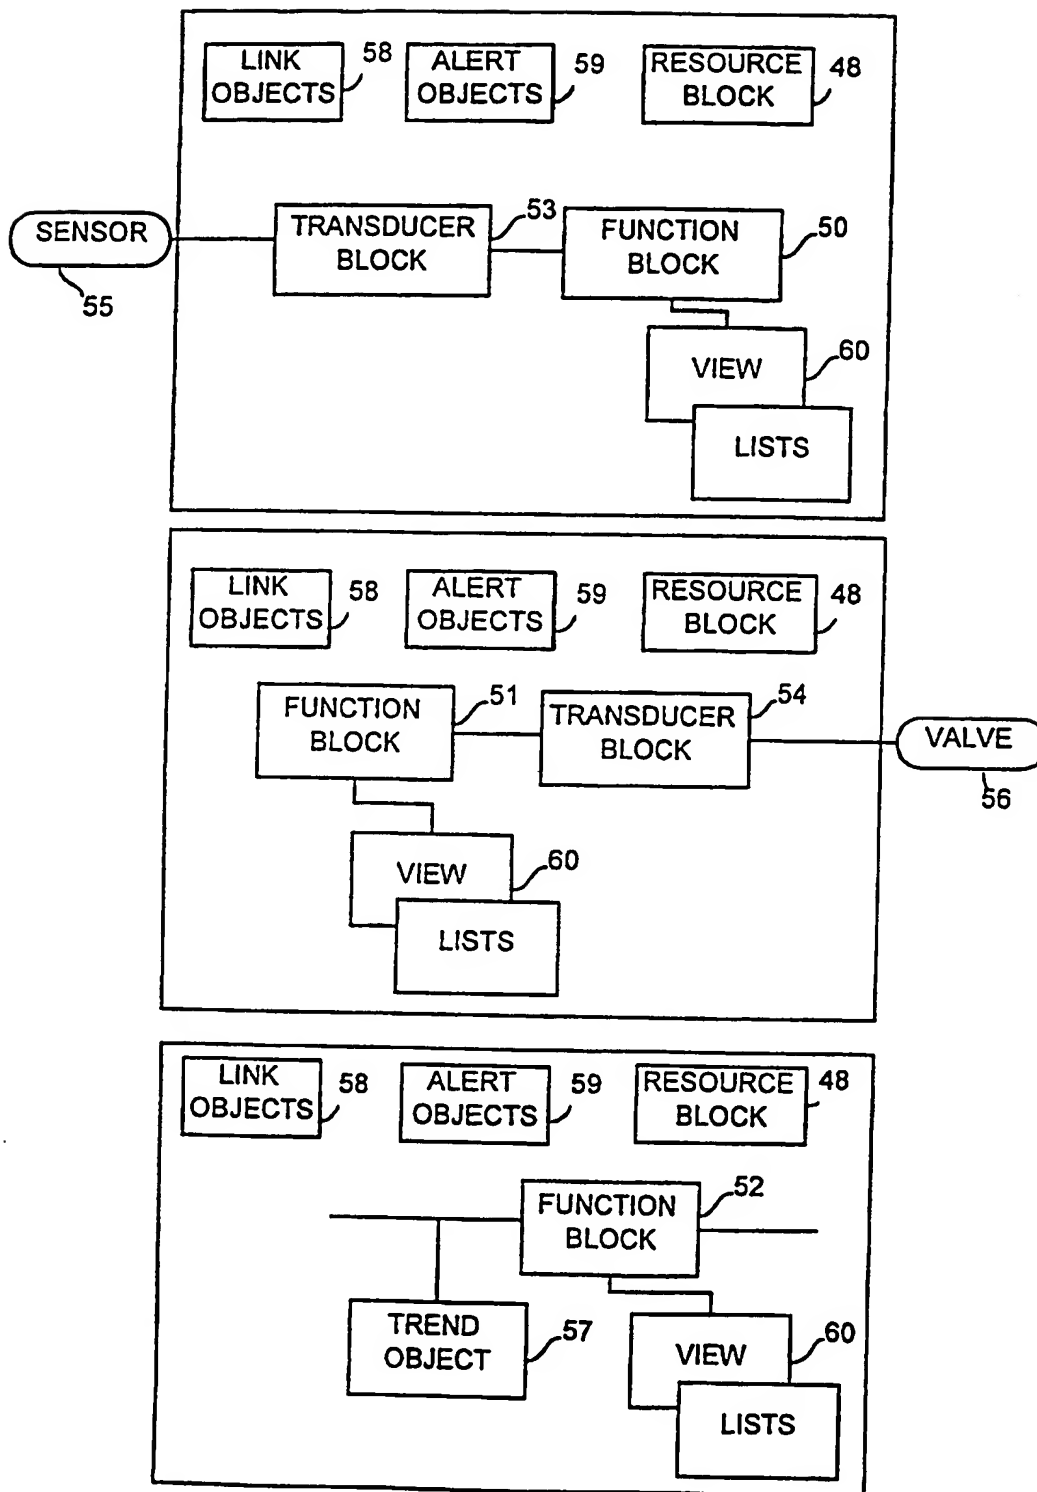 LINK
OBJECTS
58
ALERT
OBJECTS
59
RESOURCE
BLOCK
48
SENSOR
55
TRANSDUCER
BLOCK
53
FUNCTION
BLOCK
50
VIEW
60
LISTS
LINK
OBJECTS
58
ALERT
OBJECTS
59
RESOURCE
BLOCK
48
FUNCTION
BLOCK
51
TRANSDUCER
BLOCK
54
VALVE
56
VIEW
60
LISTS
LINK
OBJECTS
58
ALERT
OBJECTS
59
RESOURCE
BLOCK
48
FUNCTION
BLOCK
52
TREND
OBJECT
57
VIEW
60
LISTS